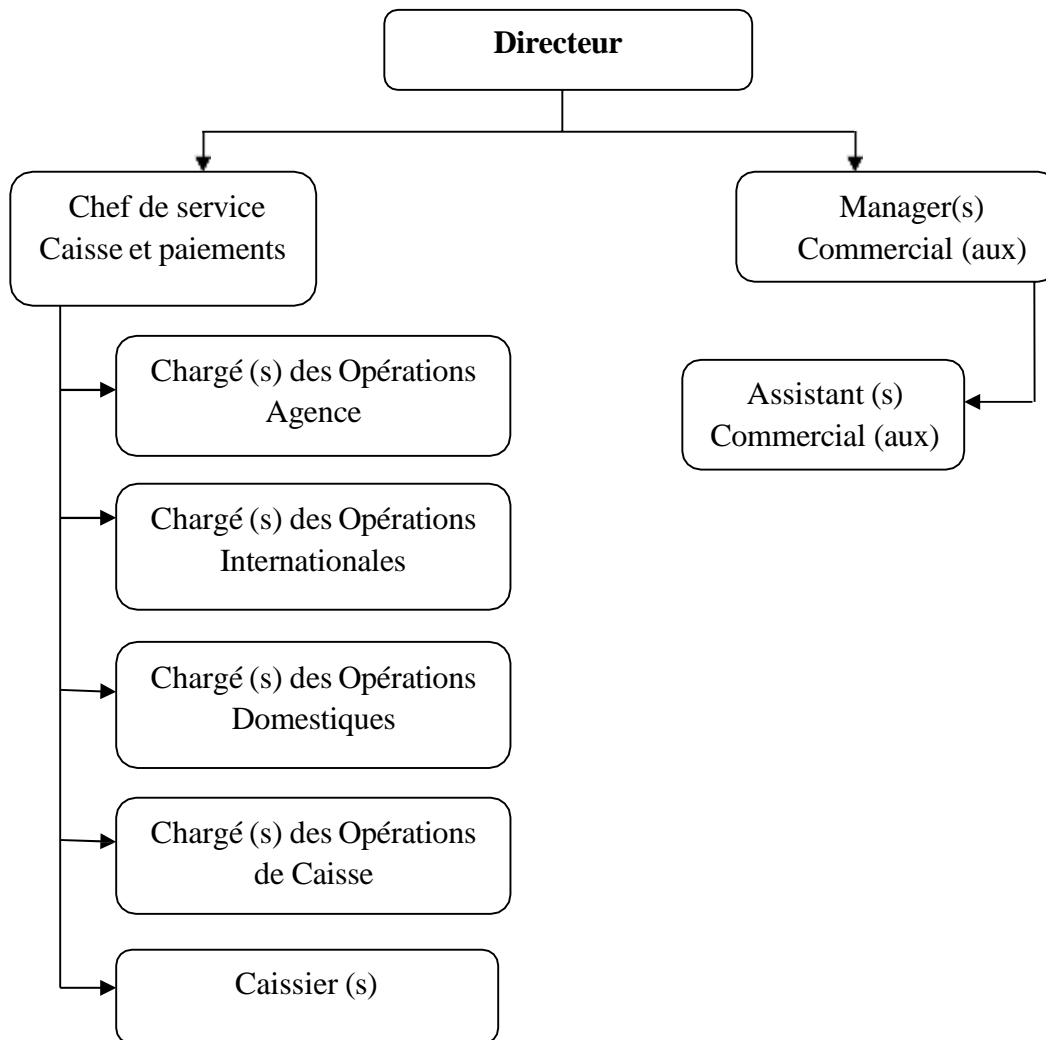 Directeur
Chef de service
Caisse et paiements
Manager(s)
Commercial (aux)
Chargé (s) des Opérations
Agence
Assistant (s)
Commercial (aux)
Chargé (s) des Opérations
Internationales
Chargé (s) des Opérations
Domestiques
Chargé (s) des Opérations
de Caisse
Caissier (s)